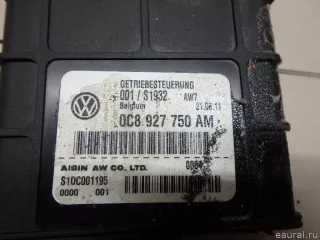 GETRIEBESTEUERUNG
001 / S1932 AW7
Belgium 21.06.11
0C8 927 750 AM
AISIN AW CO. LTD.
S10C001195
0000 001
eaural.ru